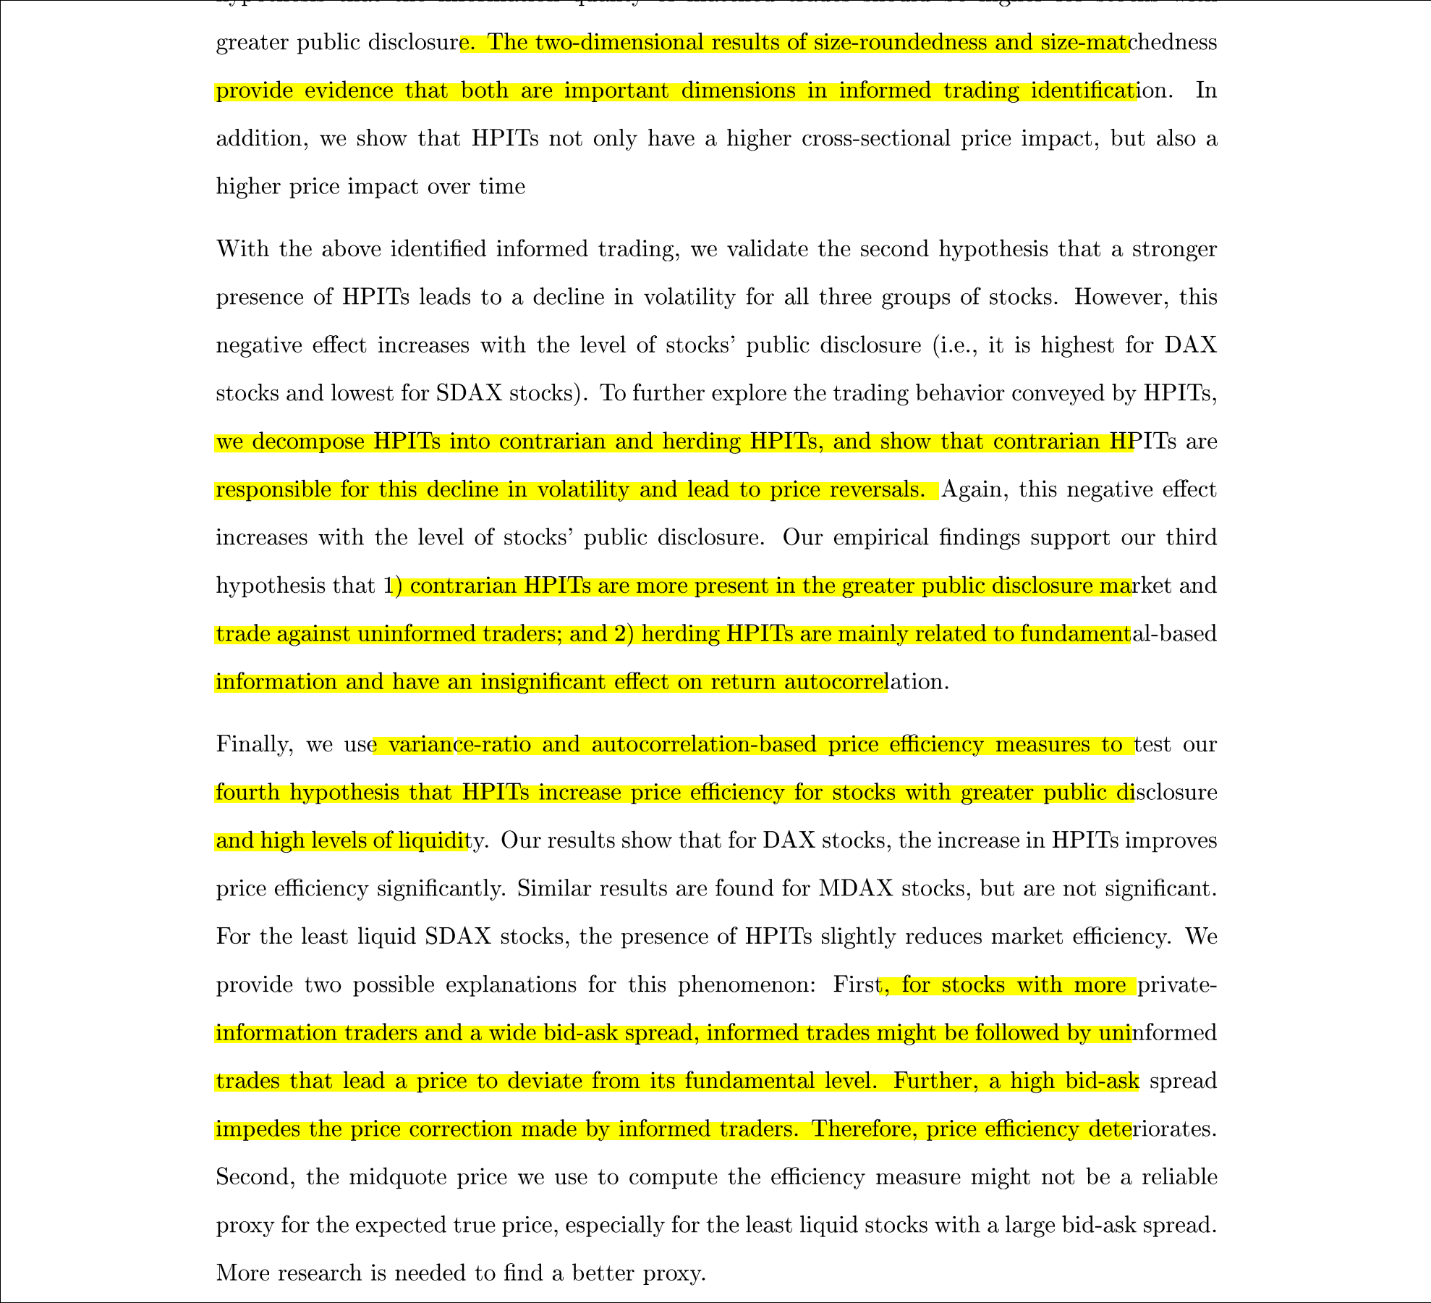 greater public disclosure. The two-dimensional results of size-roundedness and size-matchedness
provide evidence that both are important dimensions in informed trading identification. In
addition, we show that HPITs not only have a higher cross-sectional price impact, but also a
higher price impact over time
With the above identified informed trading, we validate the second hypothesis that a stronger
presence of HPITs leads to a decline in volatility for all three groups of stocks. However, this
negative effect increases with the level of stocks’ public disclosure (i.e., it is highest for DAX
stocks and lowest for SDAX stocks). To further explore the trading behavior conveyed by HPITs,
we decompose HPITs into contrarian and herding HPITs, and show that contrarian HPITs are
responsible for this decline in volatility and lead to price reversals. Again, this negative effect
increases with the level of stocks’ public disclosure. Our empirical findings support our third
hypothesis that 1) contrarian HPITs are more present in the greater public disclosure market and
trade against uninformed traders; and 2) herding HPITs are mainly related to fundamental-based
information and have an insignificant effect on return autocorrelation.
Finally, we use variance-ratio and autocorrelation-based price efficiency measures to test our
fourth hypothesis that HPITs increase price efficiency for stocks with greater public disclosure
and high levels of liquidity. Our results show that for DAX stocks, the increase in HPITs improves
price efficiency significantly. Similar results are found for MDAX stocks, but are not significant.
For the least liquid SDAX stocks, the presence of HPITs slightly reduces market efficiency. We
provide two possible explanations for this phenomenon: First, for stocks with more private-
information traders and a wide bid-ask spread, informed trades might be followed by uninformed
trades that lead a price to deviate from its fundamental level. Further, a high bid-ask spread
impedes the price correction made by informed traders. Therefore, price efficiency deteriorates.
Second, the midquote price we use to compute the efficiency measure might not be a reliable
proxy for the expected true price, especially for the least liquid stocks with a large bid-ask spread.
More research is needed to find a better proxy.